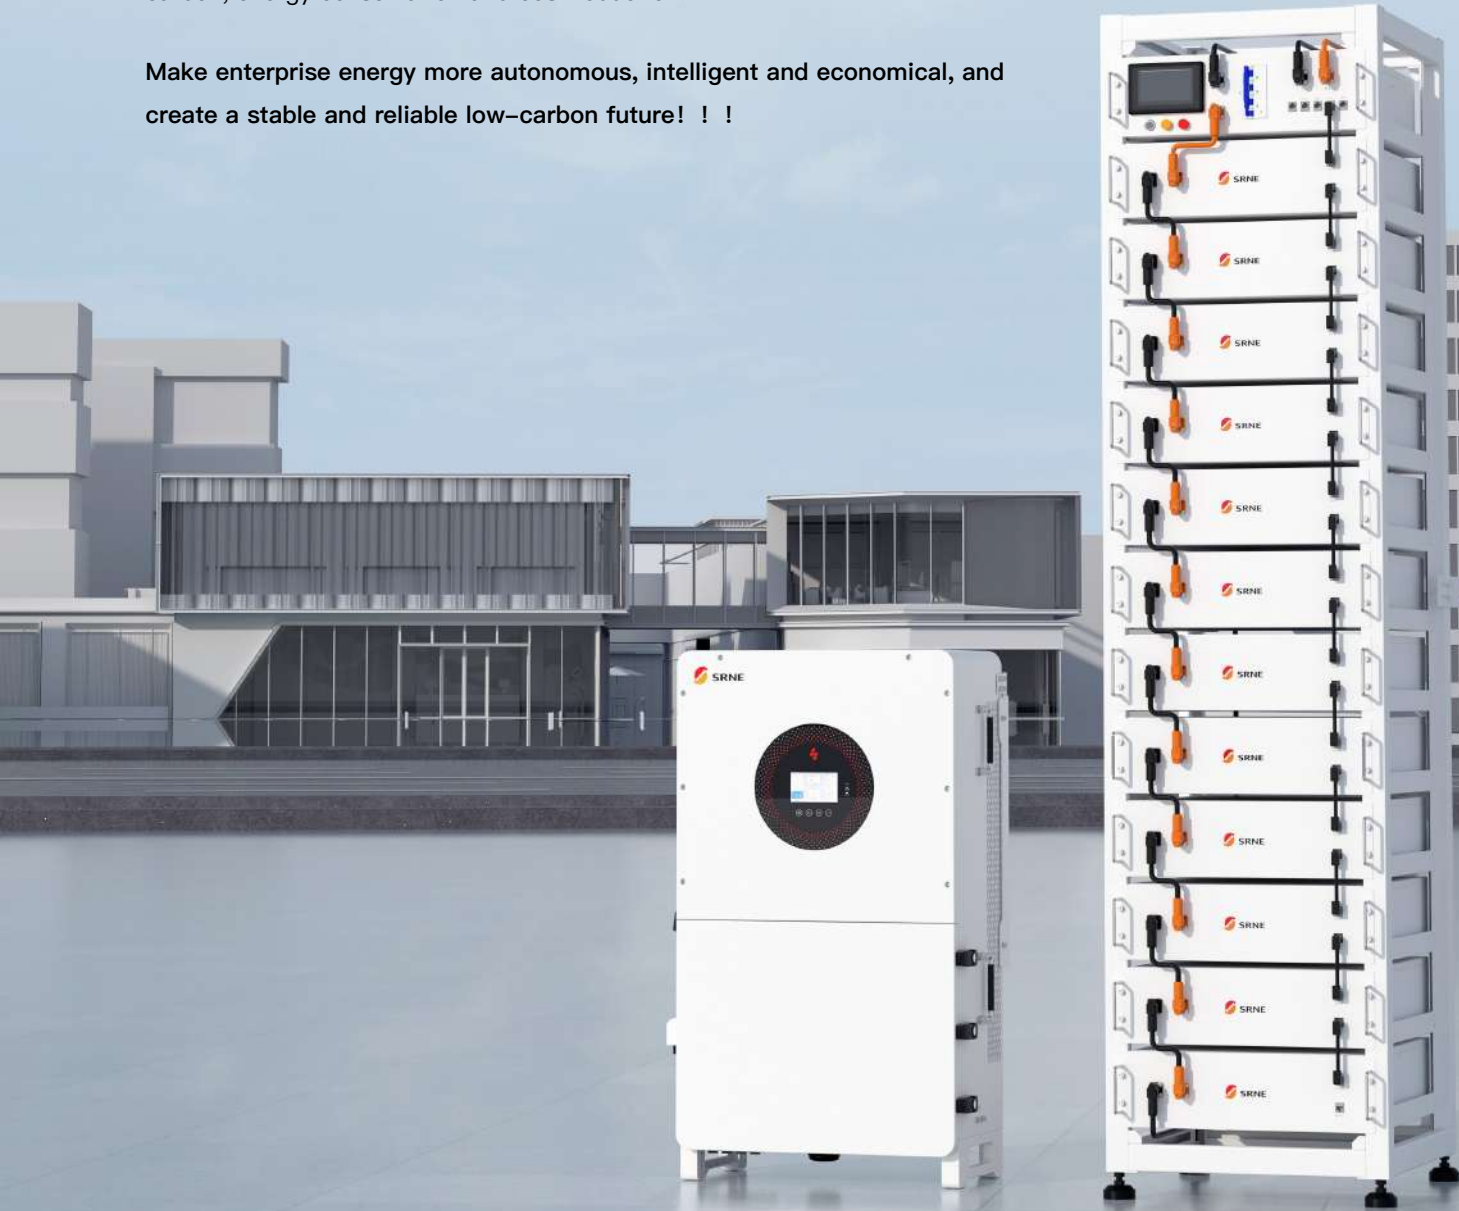 Make enterprise energy more autonomous, intelligent and economical, and
create a stable and reliable low-carbon future! ! !
SRNE
SRNE
SRNE
SRNE
SRNE
SRNE
SRNE
SRNE
SRNE
SRNE
SRNE
SRNE
SRNE